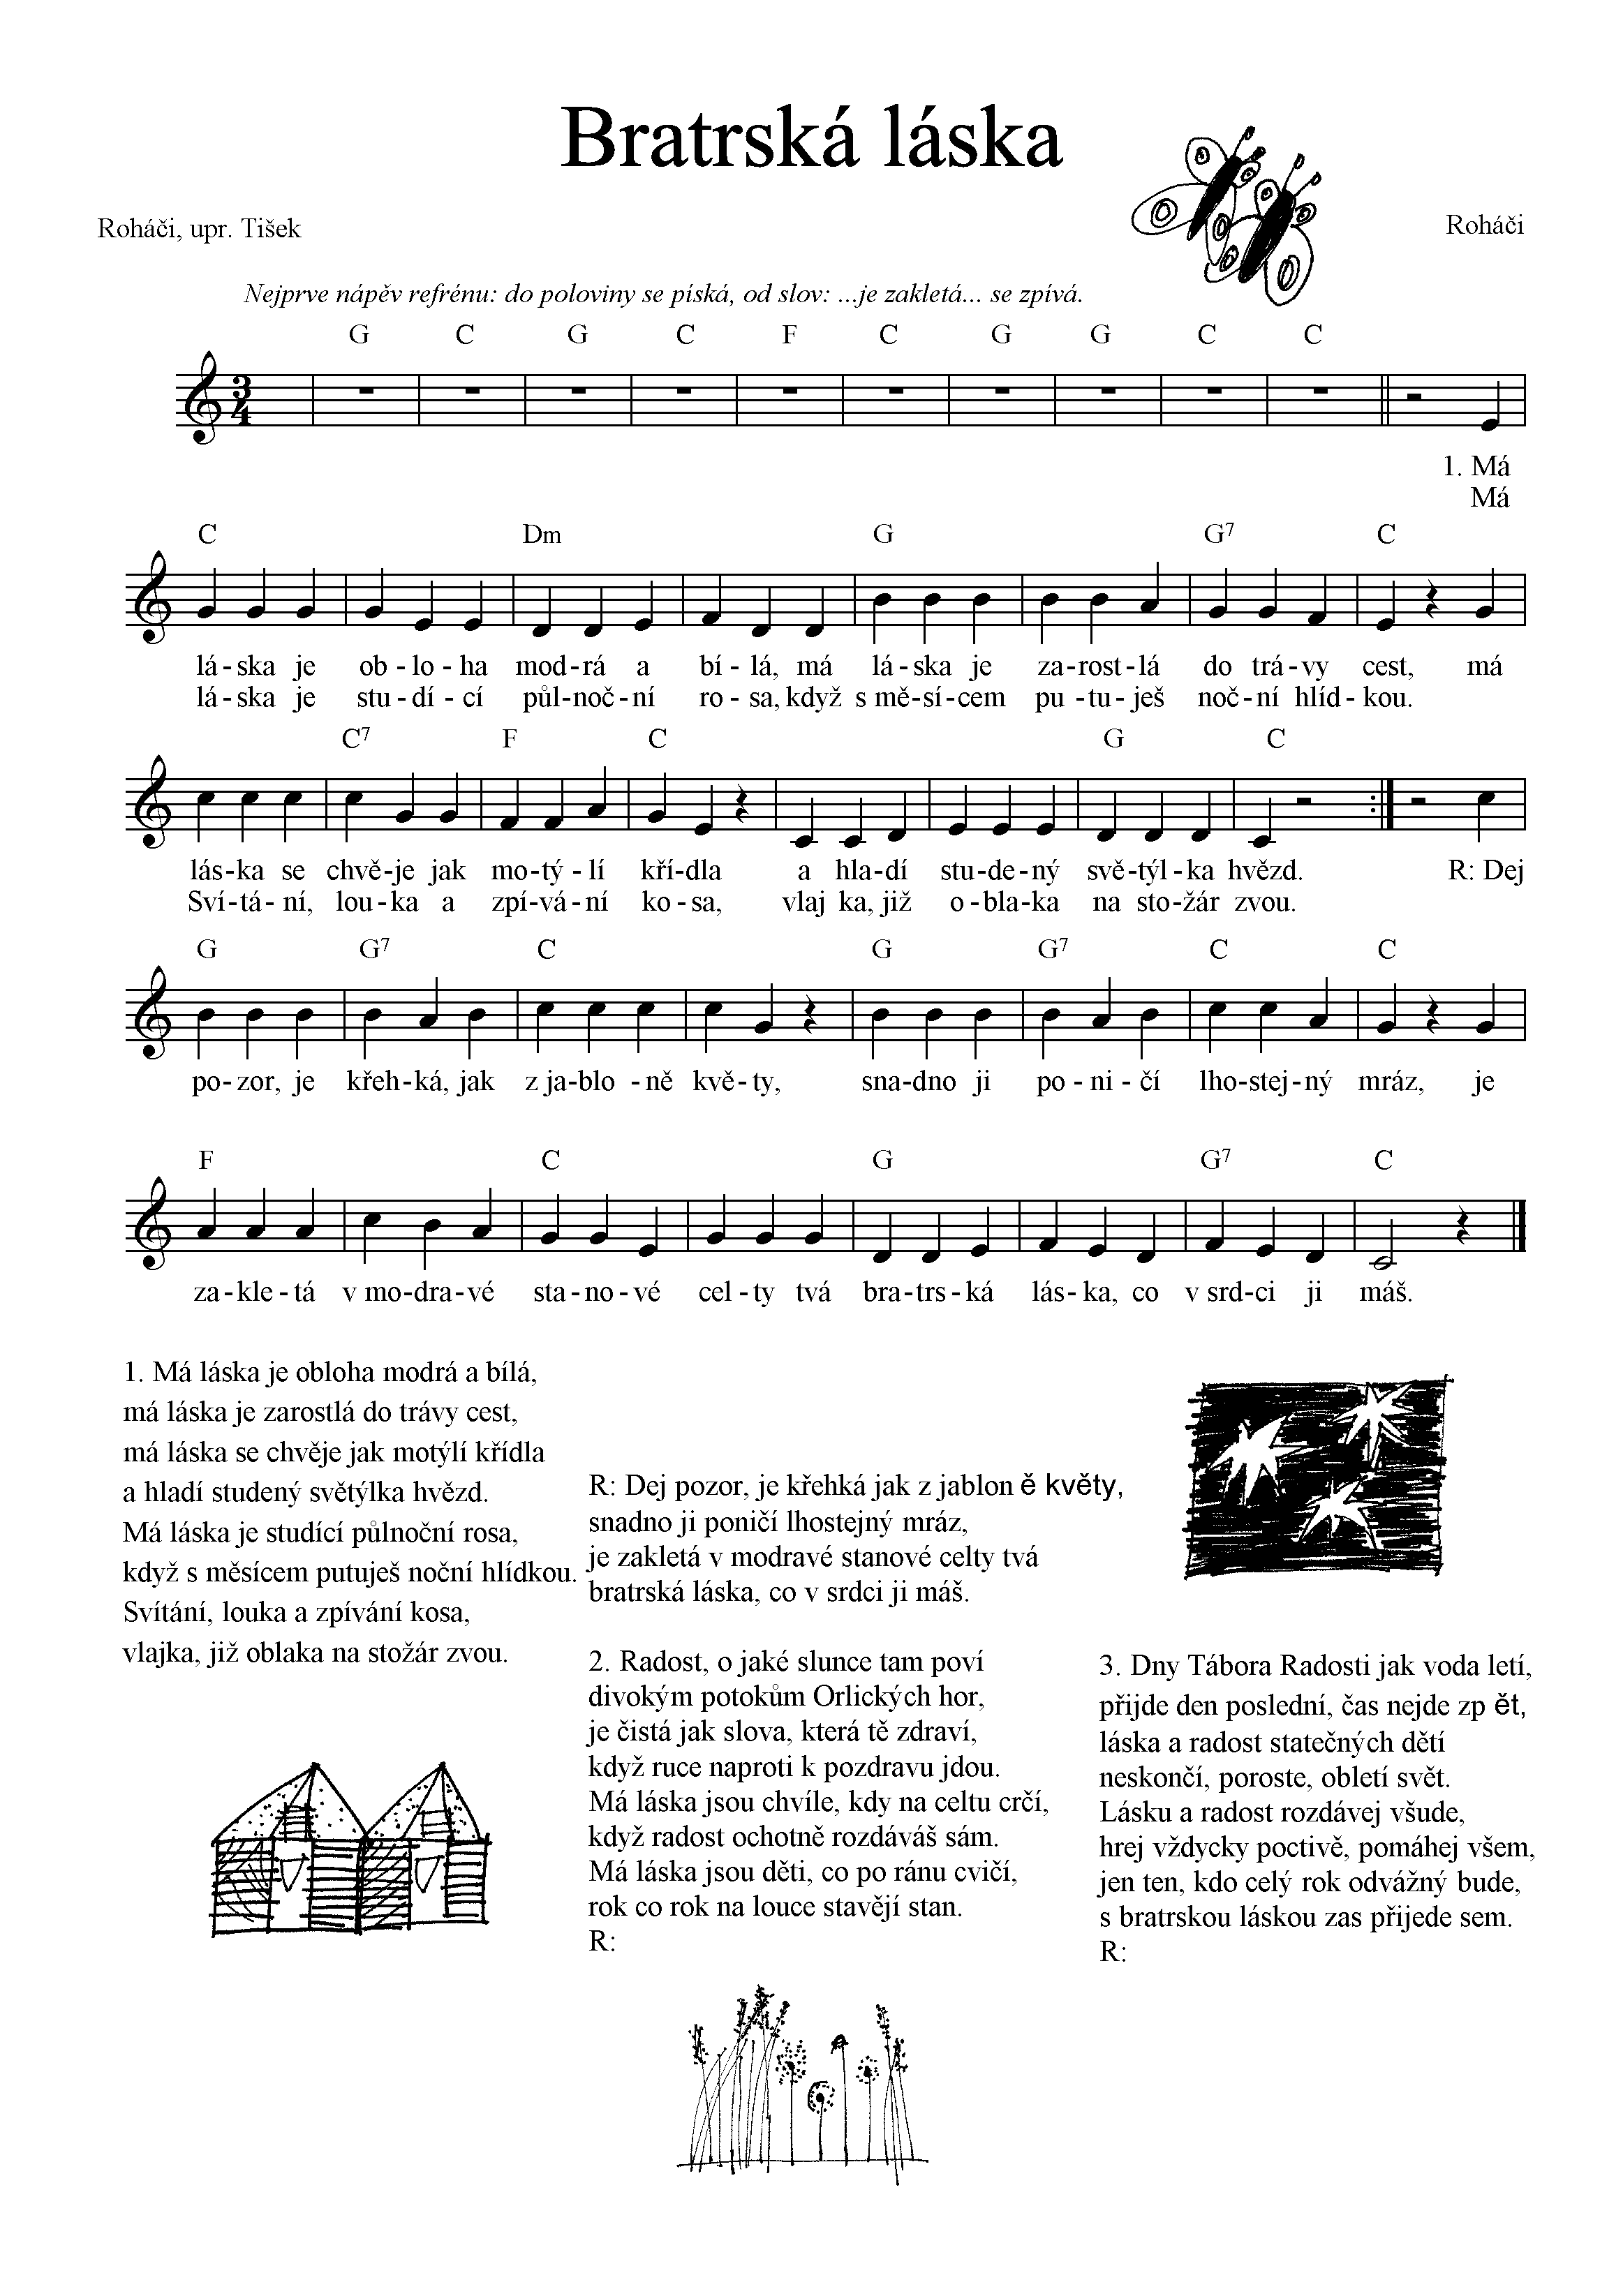 Bratrská láska
Roháči, upr. Tišek
Roháči
Nejprve nápěv refrénu: do poloviny se píská, od slov: ...je zakletá... se zpívá.
G C G C F C G G C C
3
4
1. Má
Má
C Dm G G7 C
lá - ska je ob - lo - ha mod - rá a bí - lá, má lá - ska je za - rost - lá do trá - vy cest, má
lá - ska je stu - dí - cí půl - noč - ní ro - sa, když s mě - sí - cem pu - tu - ješ noč - ní hlíd - kou.
C7 F C G C
lás - ka se chvě - je jak mo - tý - lí kří - dla a hla - dí stu - de - ný svě - týl - ka hvězd. R: Dej
Sví - tá - ní, lou - ka a zpí - vá - ní ko - sa, vlaj ka, již o - bla - ka na sto - žár zvou.
G G7 C G G7 C C
po - zor, je křeh - ká, jak z ja - blo - ně kvě - ty, sna - dno ji po - ni - čí lho - stej - ný mráz, je
F C G G7 C
za - kle - tá v mo - dra - vé sta - no - vé cel - ty tvá bra - trs - ká lás - ka, co v srd - ci ji máš.
1. Má láska je obloha modrá a bílá,
má láska je zarostlá do trávy cest,
má láska se chvěje jak motýlí křídla
a hladí studený světýlka hvězd.
Má láska je studící půlnoční rosa,
když s měsícem putuješ noční hlídkou.
Svítání, louka a zpívání kosa,
vlajka, již oblaka na stožár zvou.
R: Dej pozor, je křehká jak z jablon ě květy,
snadno ji poničí lhostejný mráz,
je zakletá v modravé stanové celty tvá
bratrská láska, co v srdci ji máš.
2. Radost, o jaké slunce tam poví
divokým potokům Orlických hor,
je čistá jak slova, která tě zdraví,
když ruce naproti k pozdravu jdou.
Má láska jsou chvíle, kdy na celtu crčí,
když radost ochotně rozdáváš sám.
Má láska jsou děti, co po ránu cvičí,
rok co rok na louce stavějí stan.
R:
3. Dny Tábora Radosti jak voda letí,
přijde den poslední, čas nejde zp ět,
láska a radost statečných dětí
neskončí, poroste, obletí svět.
Lásku a radost rozdávej všude,
hrej vždycky poctivě, pomáhej všem,
jen ten, kdo celý rok odvážný bude,
s bratrskou láskou zas přijede sem.
R: